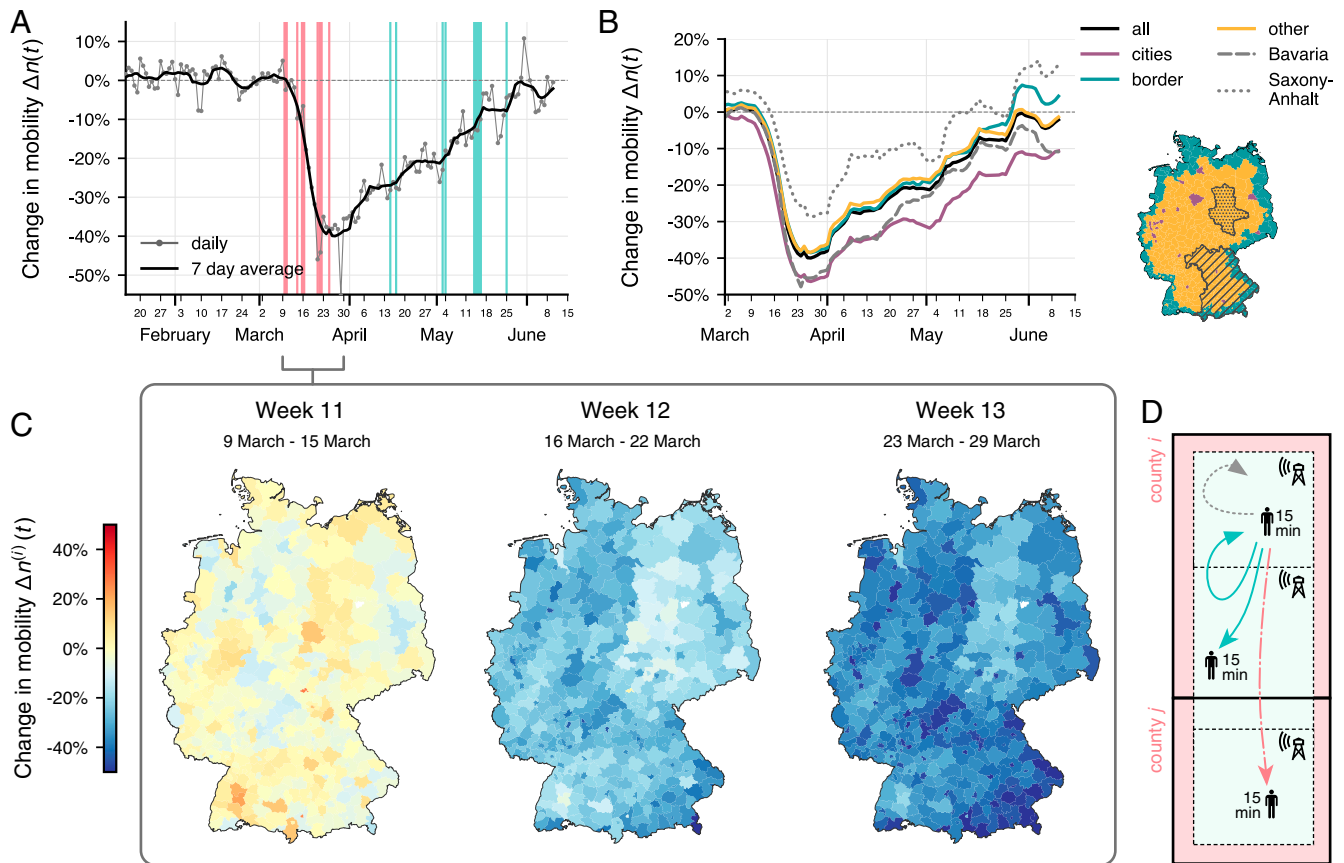 A
Change in mobility Δn(t)
10%
0%
-10%
-20%
-30%
-40%
-50%
daily
7 day average
20 27 3 10 17 24 2 9 16 23 30 6 13 20 27 4 11 18 25 1 8 15
February March April May June
B
Change in mobility Δn(t)
20%
10%
0%
-10%
-20%
-30%
-40%
-50%
2 9 16 23 30 6 13 20 27 4 11 18 25 1 8 15
March April May June
all
cities
border
other
Bavaria
Saxony-
Anhalt
C
Change in mobility Δn⁽ⁱ⁾(t)
40%
20%
0%
-20%
-40%
Week 11
9 March - 15 March
Week 12
16 March - 22 March
Week 13
23 March - 29 March
D
county i
15
min
15
min
county j
15
min